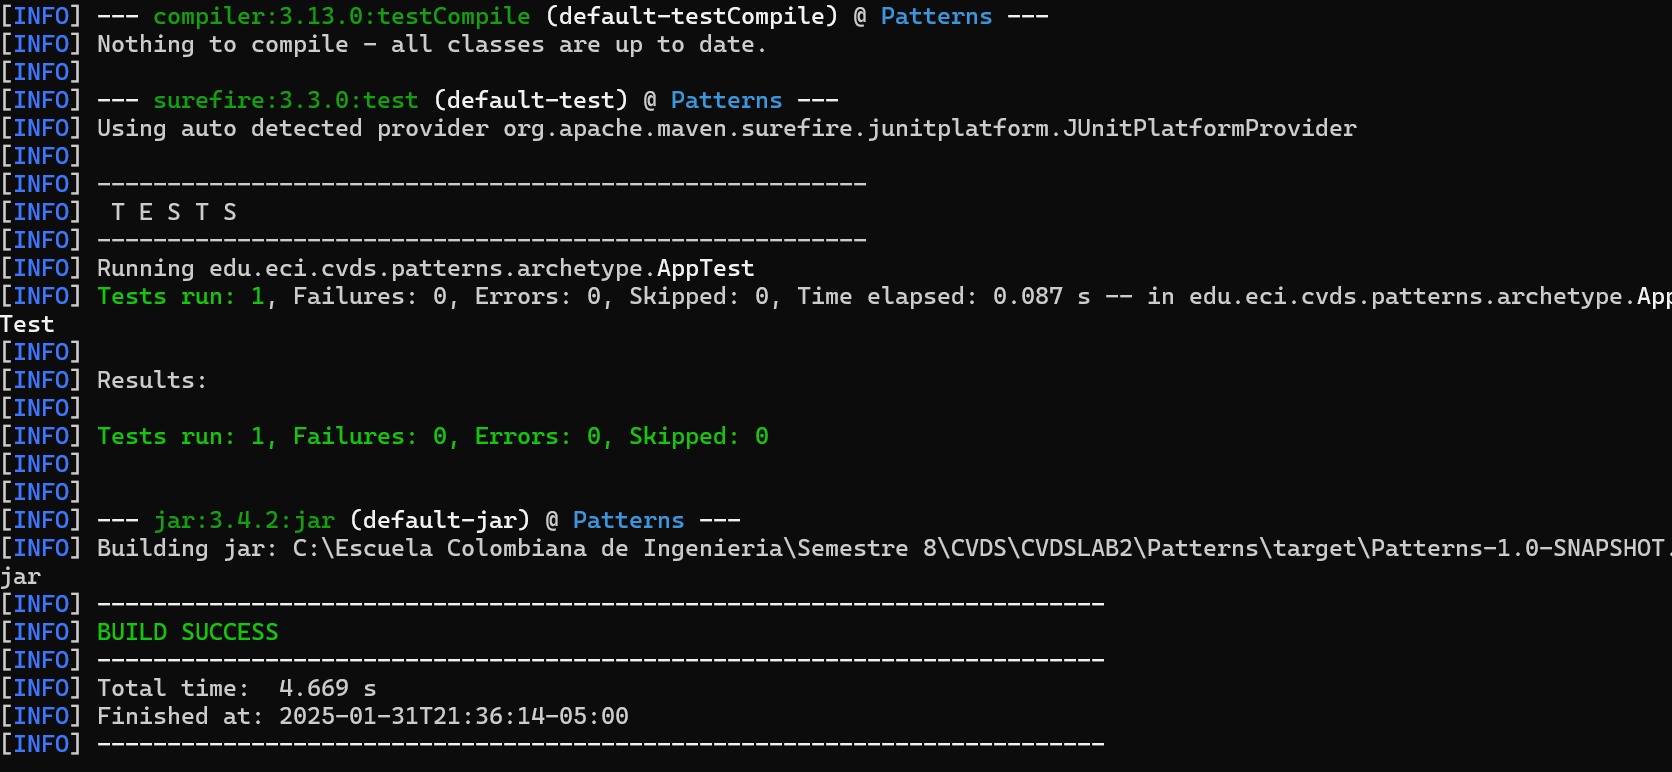 [INFO] --- compiler:3.13.0:testCompile (default-testCompile) @ Patterns ---
[INFO] Nothing to compile - all classes are up to date.
[INFO]
[INFO] --- surefire:3.3.0:test (default-test) @ Patterns ---
[INFO] Using auto detected provider org.apache.maven.surefire.junitplatform.JUnitPlatformProvider
[INFO]
[INFO] -------------------------------------------------------
[INFO]  T E S T S
[INFO] -------------------------------------------------------
[INFO] Running edu.eci.cvds.patterns.archetype.AppTest
[INFO] Tests run: 1, Failures: 0, Errors: 0, Skipped: 0, Time elapsed: 0.087 s -- in edu.eci.cvds.patterns.archetype.App
Test
[INFO]
[INFO] Results:
[INFO]
[INFO] Tests run: 1, Failures: 0, Errors: 0, Skipped: 0
[INFO]
[INFO]
[INFO] --- jar:3.4.2:jar (default-jar) @ Patterns ---
[INFO] Building jar: C:\Escuela Colombiana de Ingenieria\Semestre 8\CVDS\CVDSLAB2\Patterns\target\Patterns-1.0-SNAPSHOT.
jar
[INFO] ------------------------------------------------------------------------
[INFO] BUILD SUCCESS
[INFO] ------------------------------------------------------------------------
[INFO] Total time:  4.669 s
[INFO] Finished at: 2025-01-31T21:36:14-05:00
[INFO] ------------------------------------------------------------------------